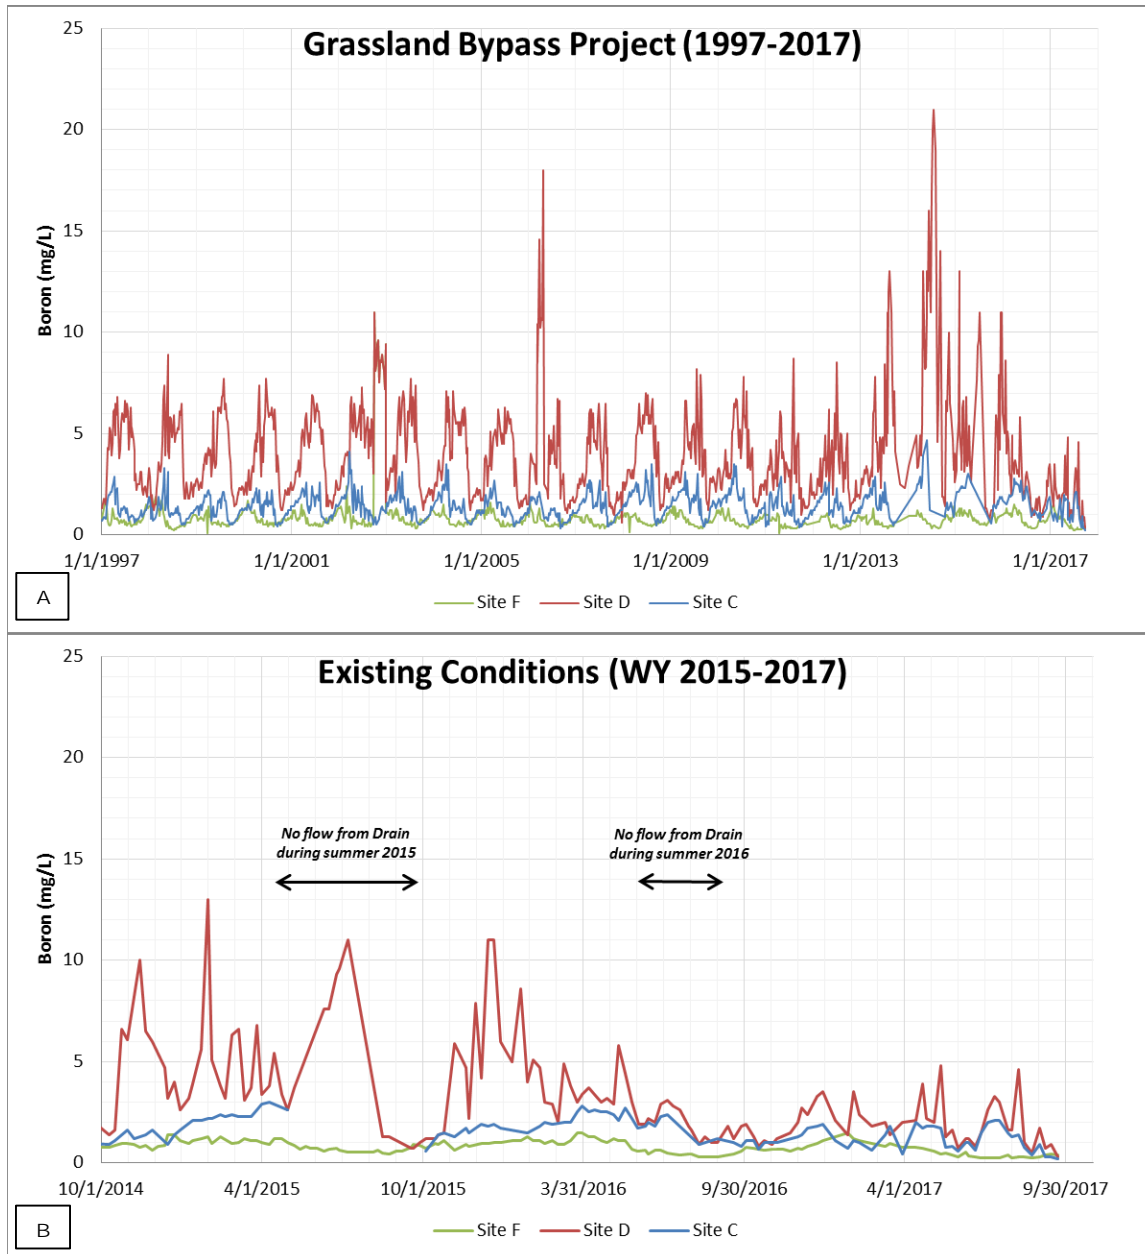 Grassland Bypass Project (1997-2017)
25
20
15
10
5
0
Boron (mg/L)
1/1/1997 1/1/2001 1/1/2005 1/1/2009 1/1/2013 1/1/2017
A
Site F Site D Site C
Existing Conditions (WY 2015-2017)
25
20
15
10
5
0
Boron (mg/L)
No flow from Drain
during summer 2015
No flow from Drain
during summer 2016
10/1/2014 4/1/2015 10/1/2015 3/31/2016 9/30/2016 4/1/2017 9/30/2017
B
Site F Site D Site C